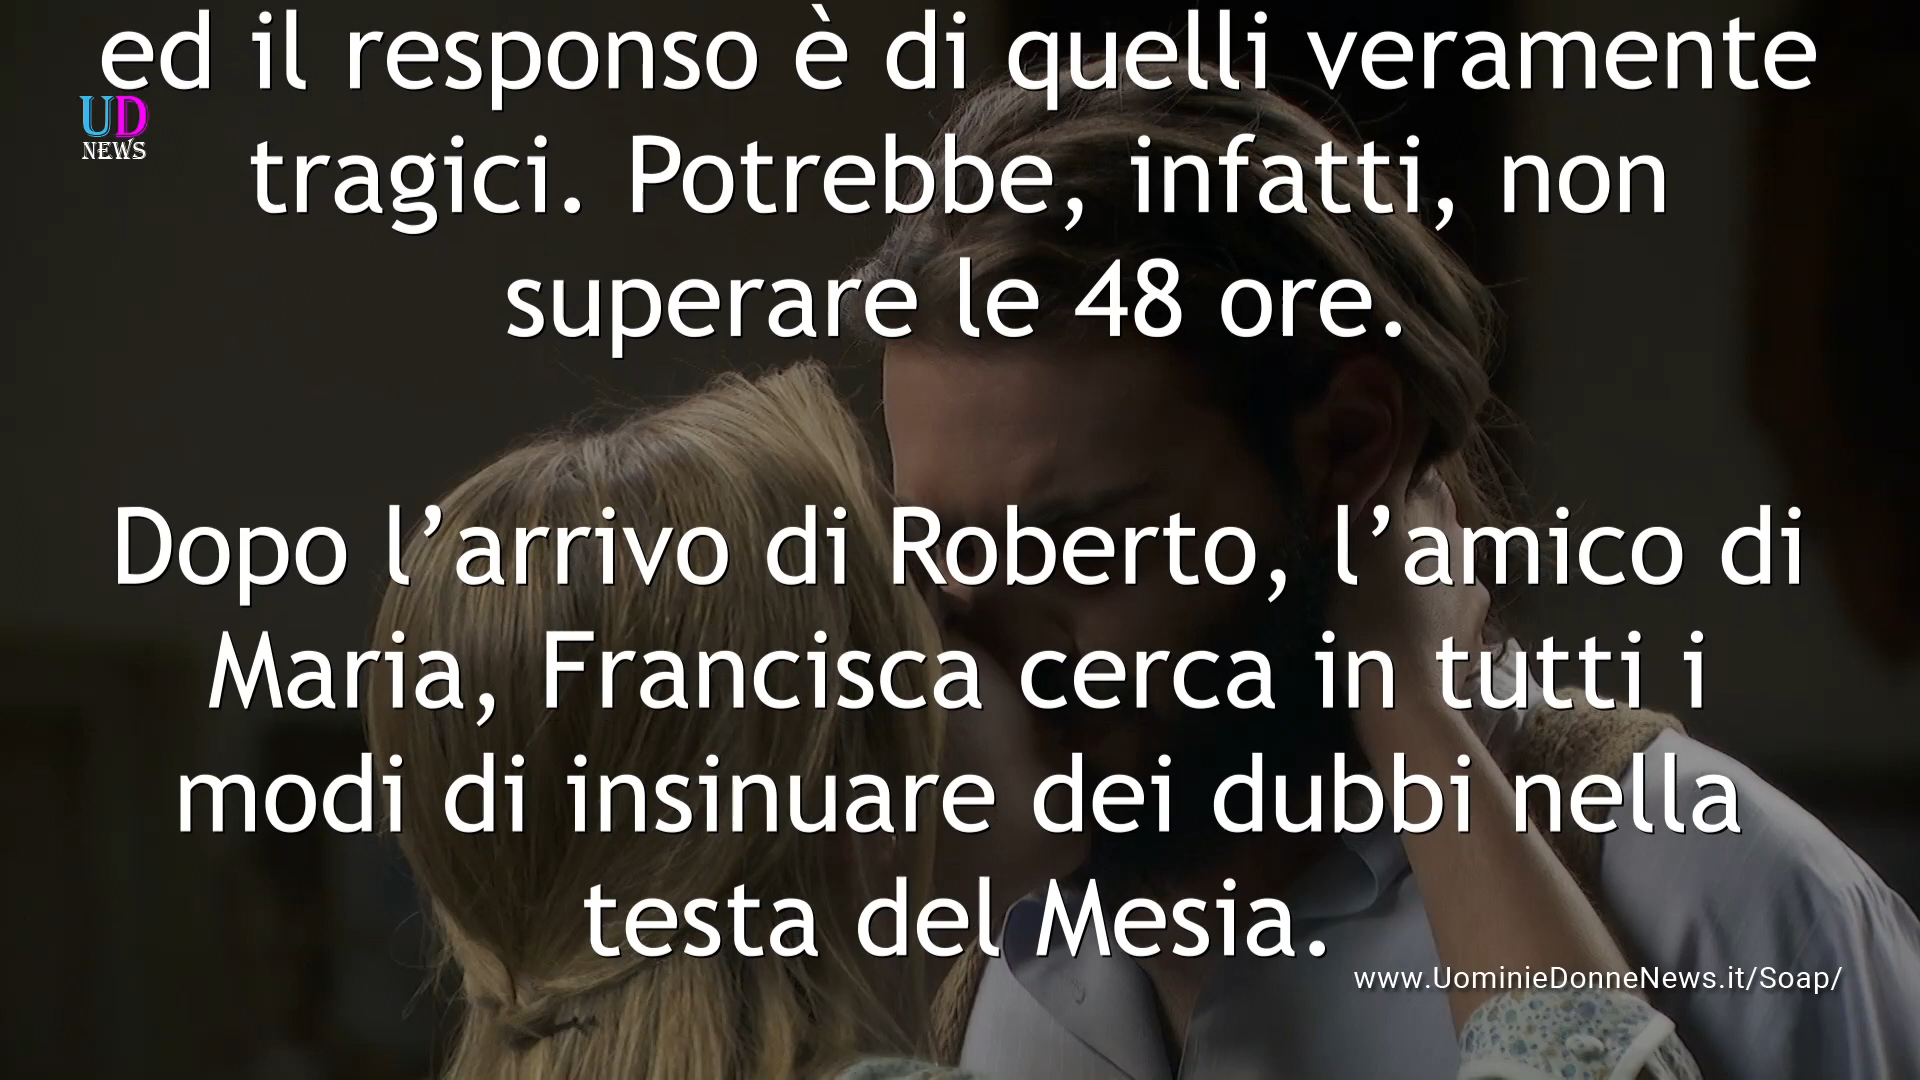 ed il responso è di quelli veramente
UD
NEWS
tragici. Potrebbe, infatti, non
superare le 48 ore.
Dopo l’arrivo di Roberto, l’amico di
Maria, Francisca cerca in tutti i
modi di insinuare dei dubbi nella
testa del Mesia.
www.UominieDonneNews.it/Soap/